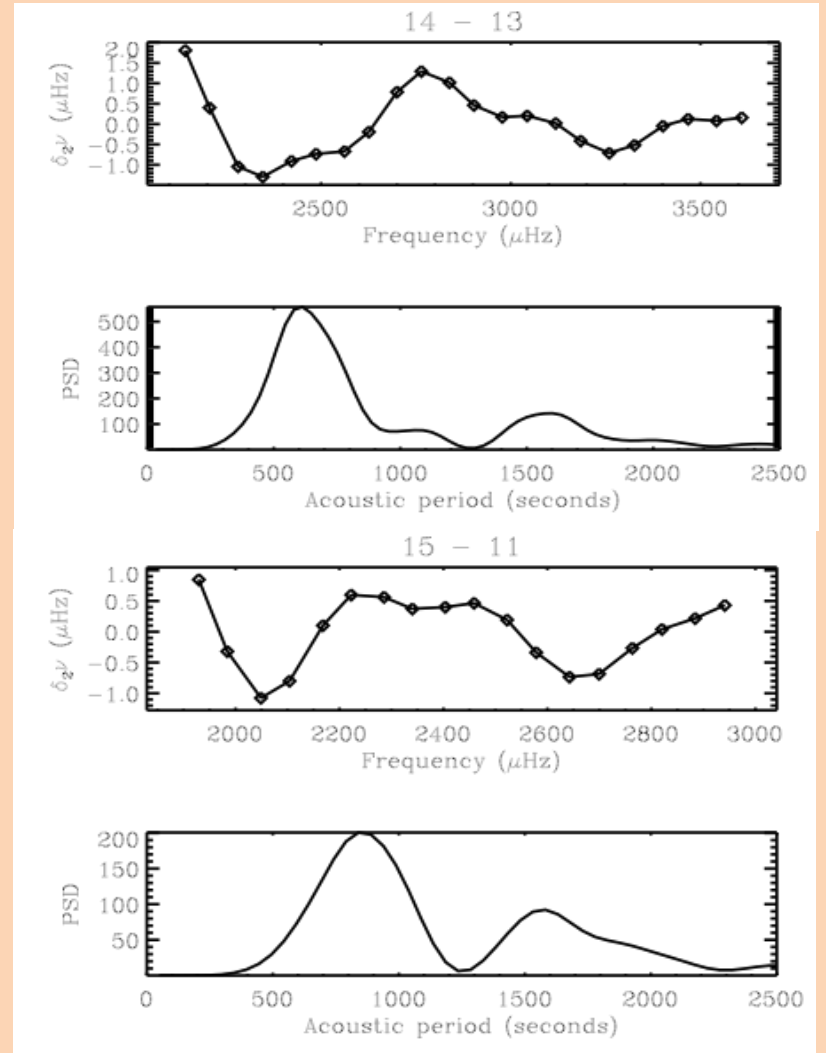 14 – 13
2.0
1.5
1.0
0.5
0.0
−0.5
−1.0
δ₂ν (μHz)
2500 3000 3500
Frequency (μHz)
500
400
300
200
100
PSD
0 500 1000 1500 2000 2500
Acoustic period (seconds)
15 – 11
1.0
0.5
0.0
−0.5
−1.0
δ₂ν (μHz)
2000 2200 2400 2600 2800 3000
Frequency (μHz)
200
150
100
50
PSD
0 500 1000 1500 2000 2500
Acoustic period (seconds)